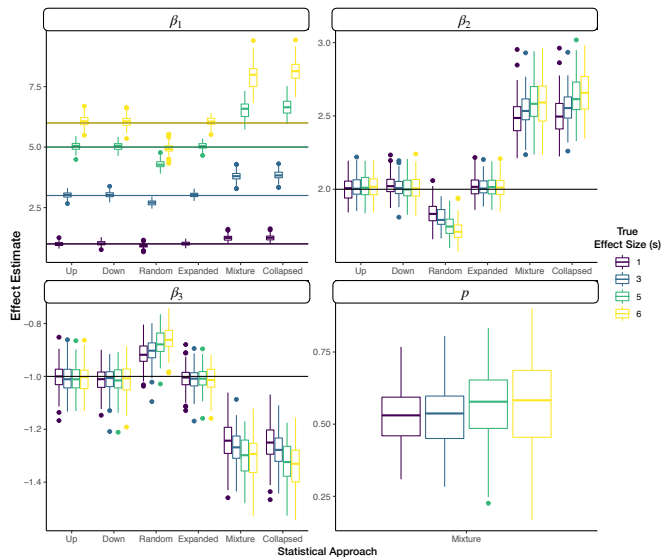 β1
β2
7.5
5.0
2.5
3.0
2.5
2.0
Up Down Random Expanded Mixture Collapsed
Up Down Random Expanded Mixture Collapsed
Effect Estimate
True
Effect Size (s)
1
3
5
6
β3
p
-0.8
-1.0
-1.2
-1.4
0.75
0.50
0.25
Up Down Random Expanded Mixture Collapsed
Mixture
Statistical Approach